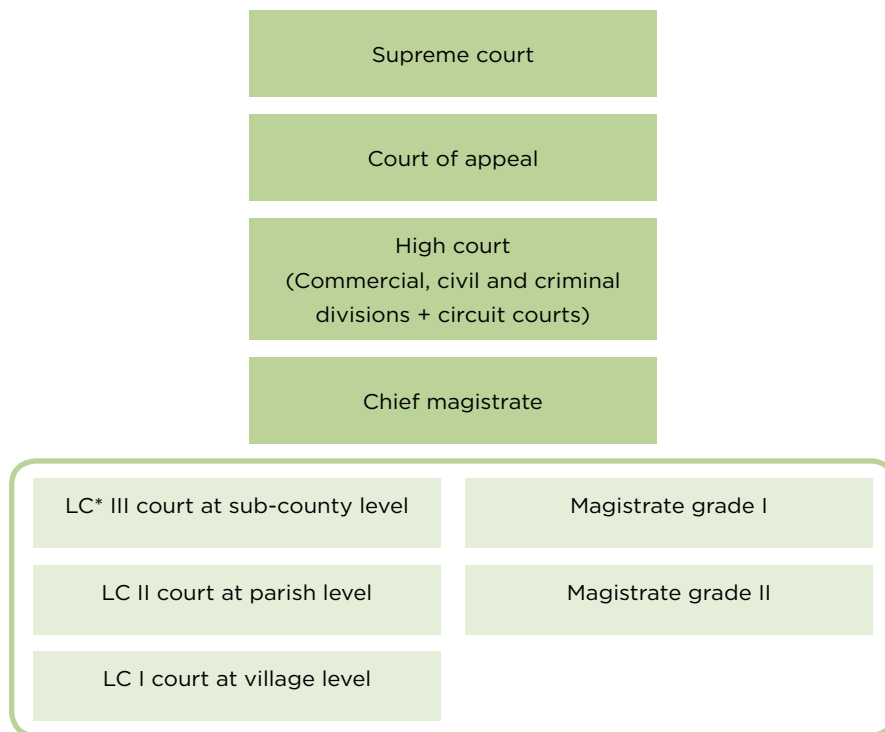 Supreme court
Court of appeal
High court
(Commercial, civil and criminal
divisions + circuit courts)
Chief magistrate
LC* III court at sub-county level
Magistrate grade I
LC II court at parish level
Magistrate grade II
LC I court at village level